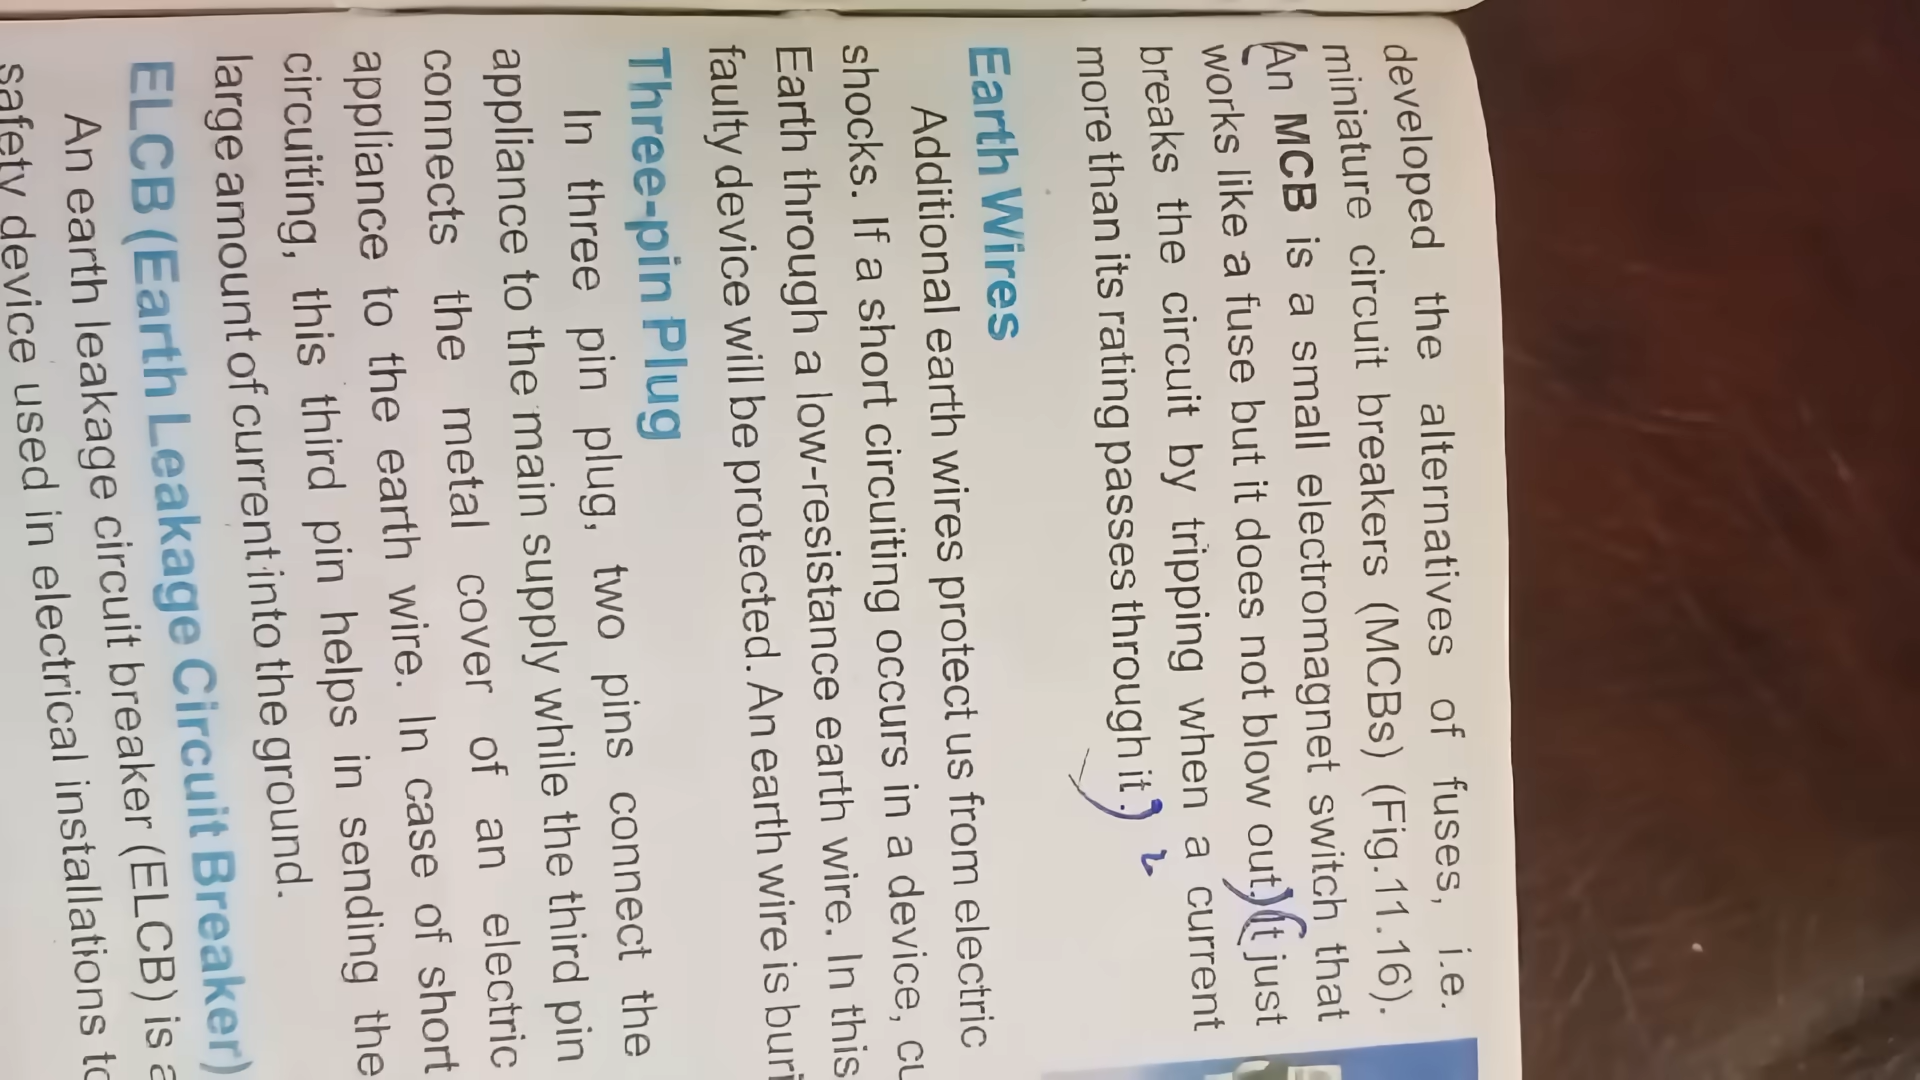 developed the alternatives of fuses, i.e.
miniature circuit breakers (MCBs) (Fig.11.16).
An MCB is a small electromagnet switch that
works like a fuse but it does not blow out. It just
breaks the circuit by tripping when a current
more than its rating passes through it.
Earth Wires
Additional earth wires protect us from electric
shocks. If a short circuiting occurs in a device, cu
Earth through a low-resistance earth wire. In this
faulty device will be protected. An earth wire is buri
Three-pin Plug
In three pin plug, two pins connect the
appliance to the main supply while the third pin
connects the metal cover of an electric
appliance to the earth wire. In case of short
circuiting, this third pin helps in sending the
large amount of current into the ground.
ELCB (Earth Leakage Circuit Breaker)
An earth leakage circuit breaker (ELCB) is a
safety device used in electrical installations to